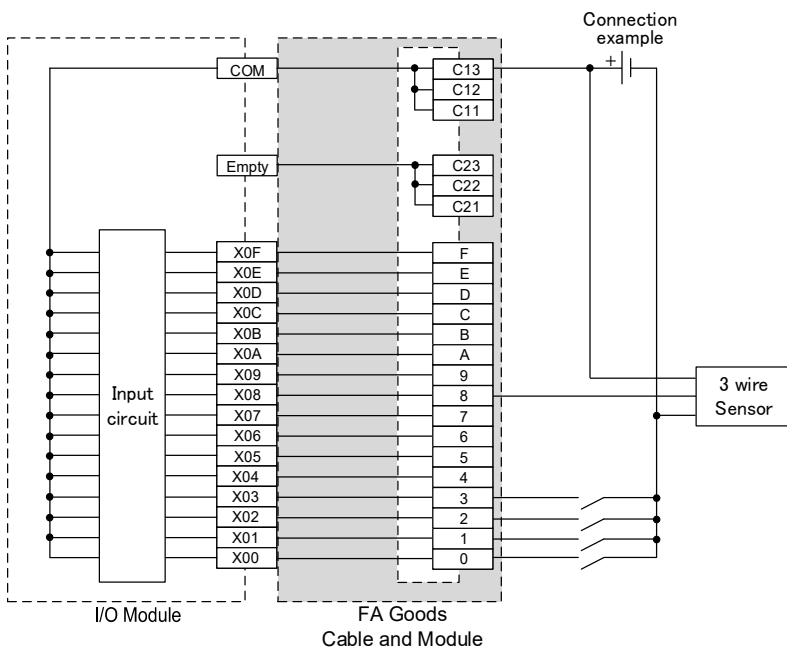 Connection
example
+
COM
C13
C12
C11
Empty
C23
C22
C21
X0F
F
X0E
E
X0D
D
X0C
C
X0B
B
X0A
A
X09
9
X08
8
X07
7
X06
6
X05
5
X04
4
X03
3
X02
2
X01
1
X00
0
Input
circuit
3 wire
Sensor
I/O Module
FA Goods
Cable and Module